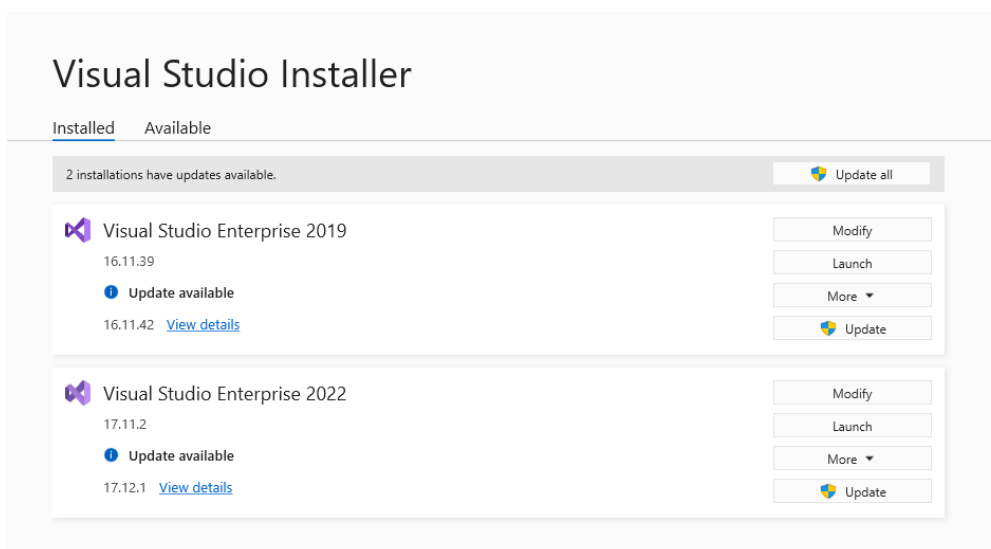 Visual Studio Installer
Installed Available
2 installations have updates available. Update all
Visual Studio Enterprise 2019
16.11.39
Update available
16.11.42 View details
Modify
Launch
More
Update
Visual Studio Enterprise 2022
17.11.2
Update available
17.12.1 View details
Modify
Launch
More
Update